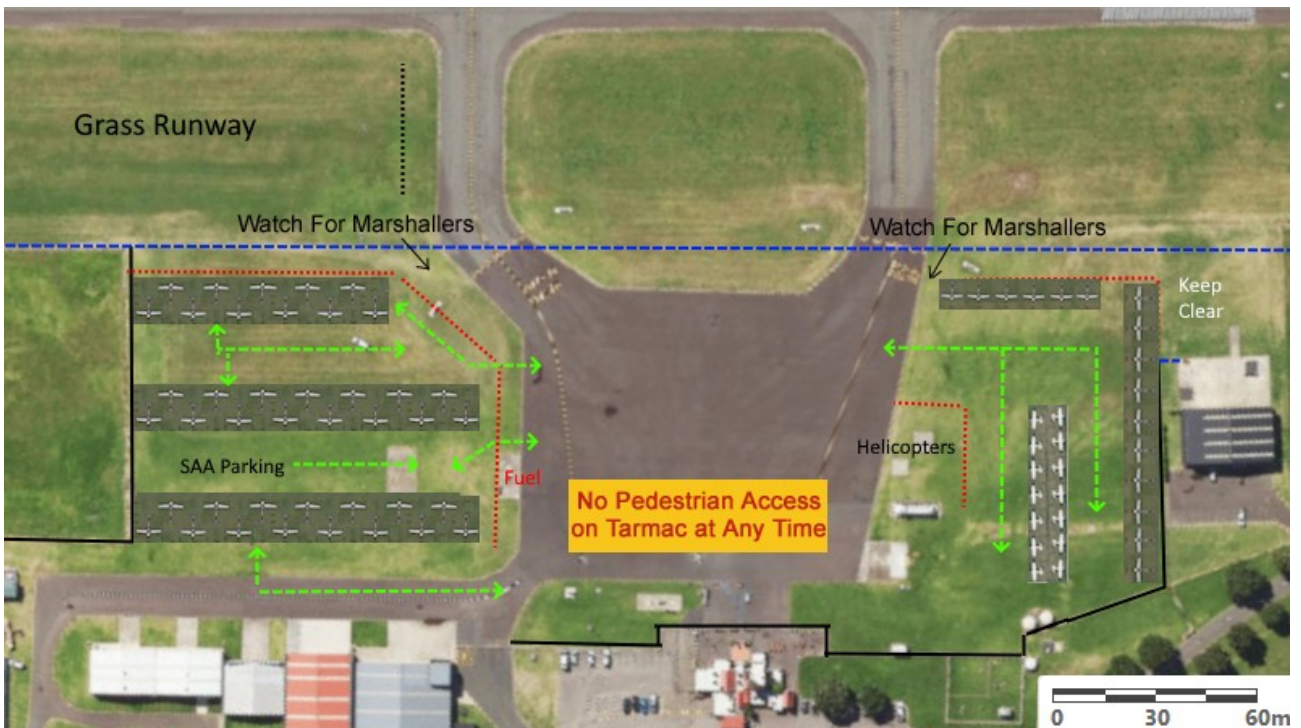 Grass Runway
Watch For Marshallers
Watch For Marshallers
Keep
Clear
SAA Parking
Fuel
Helicopters
No Pedestrian Access
on Tarmac at Any Time
0 30 60m